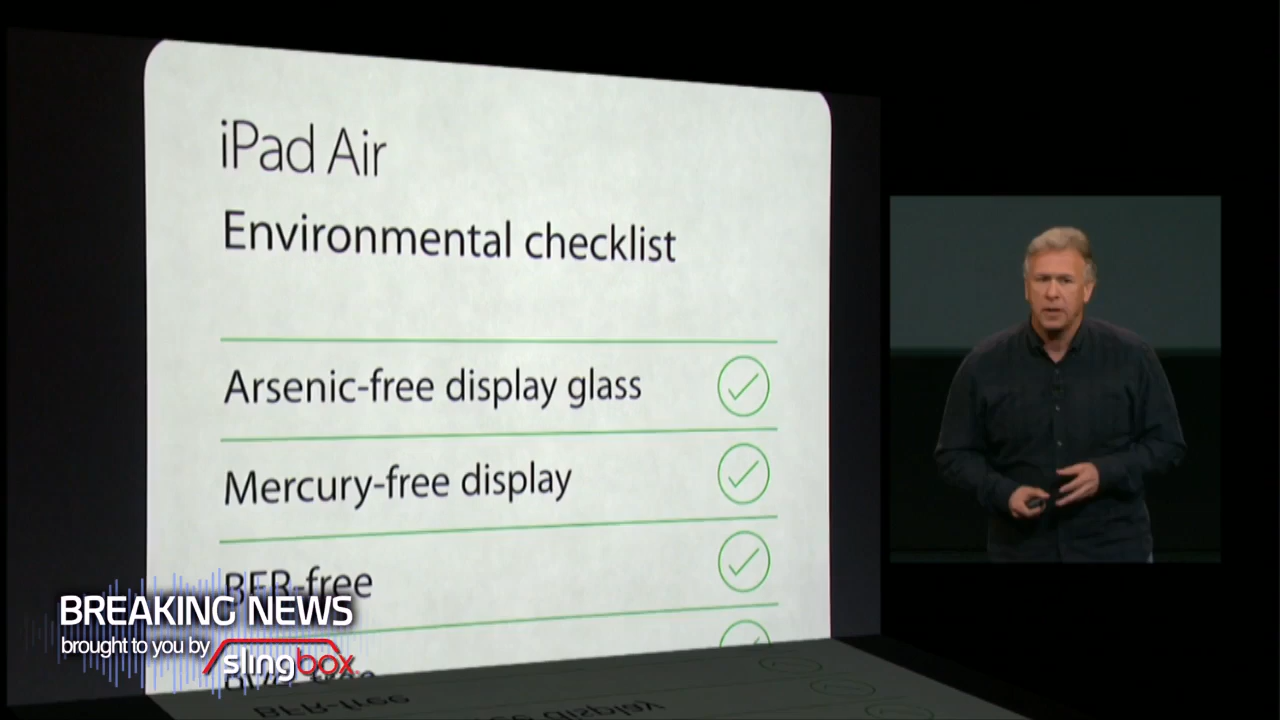 iPad Air
Environmental checklist
Arsenic-free display glass
Mercury-free display
BFR-free
BREAKING NEWS
brought to you by
slingbox